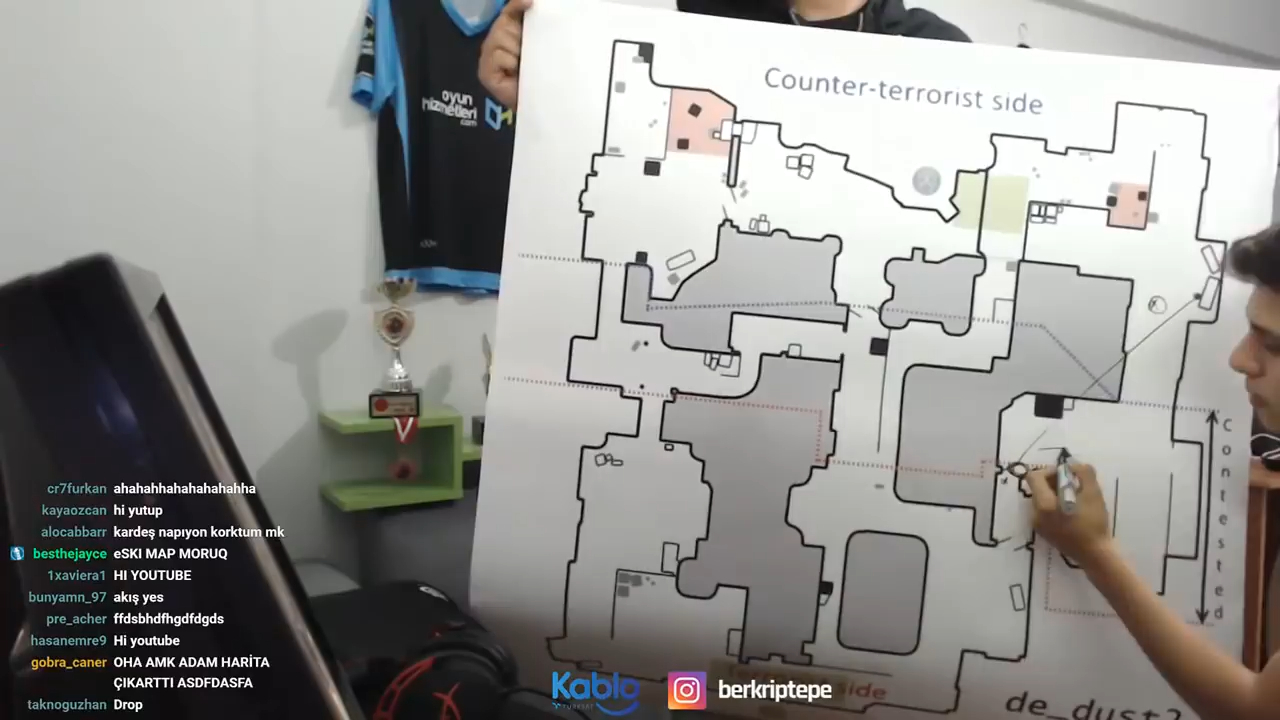 Counter-terrorist side
oyun
hizmetleri
.com
Contested
side
de_dust2
cr7furkan ahahahhahahahahahha
kayaozcan hi yutup
alocabbarr kardeş napıyon korktum mk
besthejayce eSKI MAP MORUQ
1xaviera1 HI YOUTUBE
bunyamn_97 akış yes
pre_acher ffdsbhdfhgdfdgds
hasanemre9 Hi youtube
gobra_caner OHA AMK ADAM HARİTA
ÇIKARTTI ASDFDASFA
taknoguzhan Drop
Kablo
berkriptepe